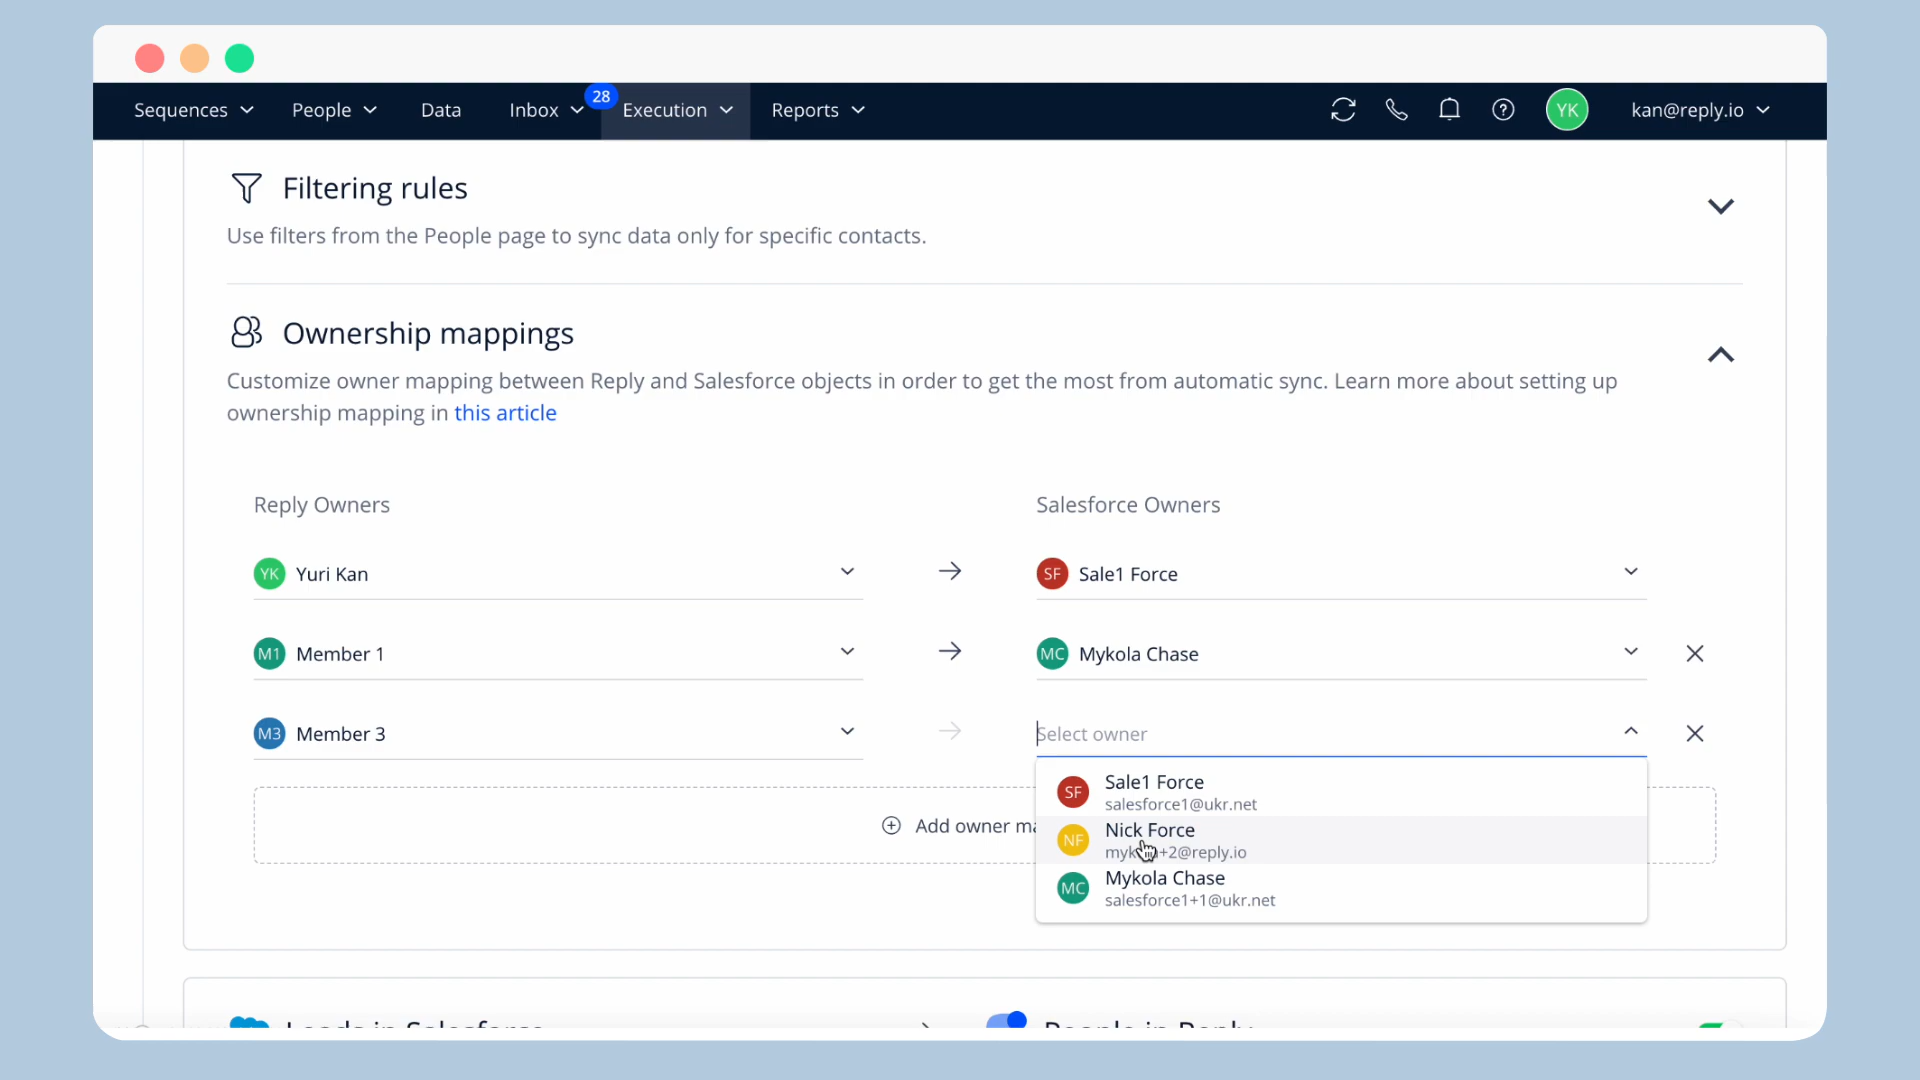 Sequences People Data Inbox 28 Execution Reports YK kan@reply.io
Filtering rules
Use filters from the People page to sync data only for specific contacts.
Ownership mappings
Customize owner mapping between Reply and Salesforce objects in order to get the most from automatic sync. Learn more about setting up
ownership mapping in this article
Reply Owners Salesforce Owners
YK Yuri Kan SF Sale1 Force
M1 Member 1 MC Mykola Chase
M3 Member 3 Select owner
SF Sale1 Force
salesforce1@ukr.net
Add owner
NF Nick Force
+2@reply.io
MC Mykola Chase
salesforce1+1@ukr.net
Leads in Salesforce People in Reply